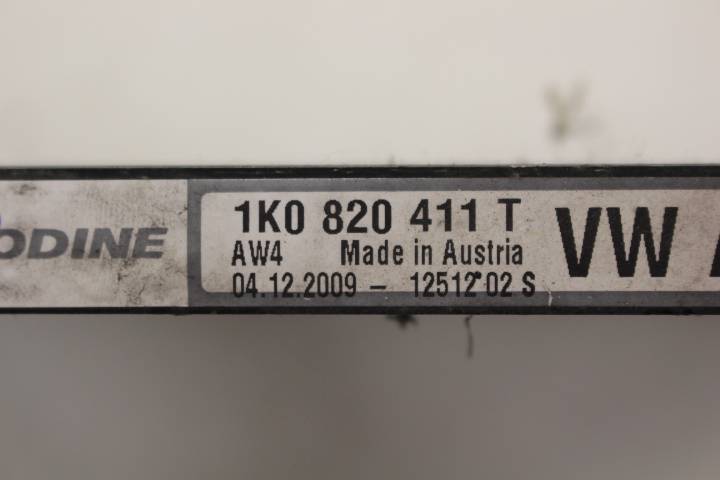 ODINE
1K0 820 411 T
AW4 Made in Austria
04.12.2009 – 12512 02 S
VW